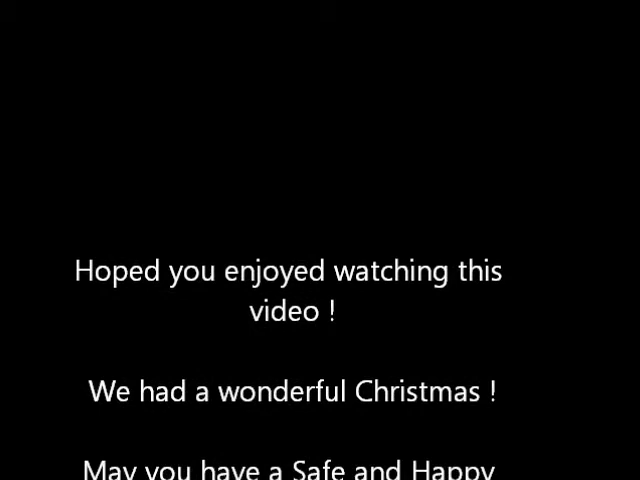 Hoped you enjoyed watching this
video !
We had a wonderful Christmas !
May you have a Safe and Happy